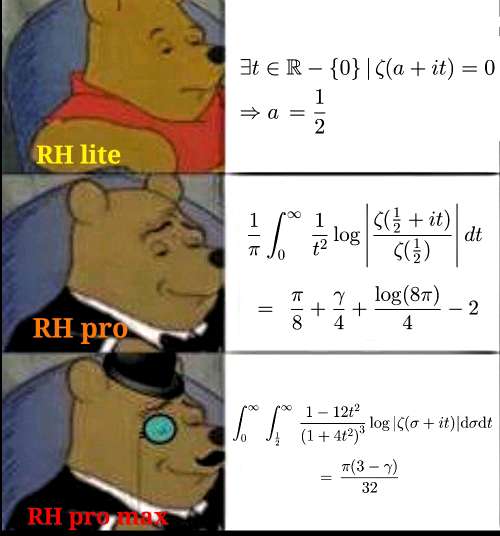 ∃t ∈ ℝ − {0} | ζ(a + it) = 0
⇒ a = 1/2
RH lite
1/π ∫₀^∞ 1/t² log |ζ(1/2 + it)/ζ(1/2)| dt
= π/8 + γ/4 + log(8π)/4 − 2
RH pro
∫₀^∞ ∫_{1/2}^∞ (1 − 12t²)/(1 + 4t²)³ log |ζ(σ + it)|dσdt
= π(3 − γ)/32
RH pro max